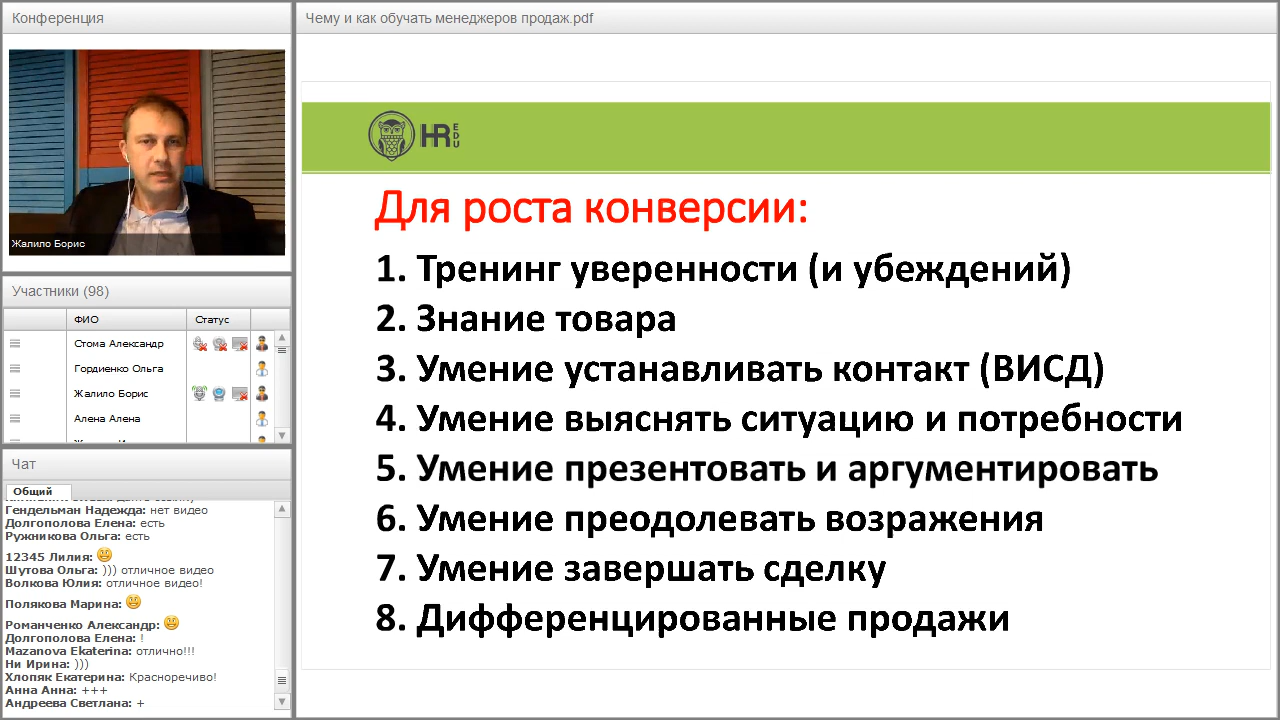 Конференция
Жалило Борис
Участники (98)
ФИО Статус
Стома Александр
Гордиенко Ольга
Жалило Борис
Алена Алена
Чат
Общий
Гендельман Надежда: нет видео
Долгополова Елена: есть
Ружникова Ольга: есть
12345 Лилия:
Шутова Ольга: ))) отличное видео
Волкова Юлия: отличное видео!
Полякова Марина:
Романченко Александр:
Долгополова Елена: !
Mazanova Ekaterina: отлично!!!
Ни Ирина: )))
Хлопяк Екатерина: Красноречиво!
Анна Анна: +++
Андреева Светлана: +
Чему и как обучать менеджеров продаж.pdf
HR EDU
Для роста конверсии:
1. Тренинг уверенности (и убеждений)
2. Знание товара
3. Умение устанавливать контакт (ВИСД)
4. Умение выяснять ситуацию и потребности
5. Умение презентовать и аргументировать
6. Умение преодолевать возражения
7. Умение завершать сделку
8. Дифференцированные продажи